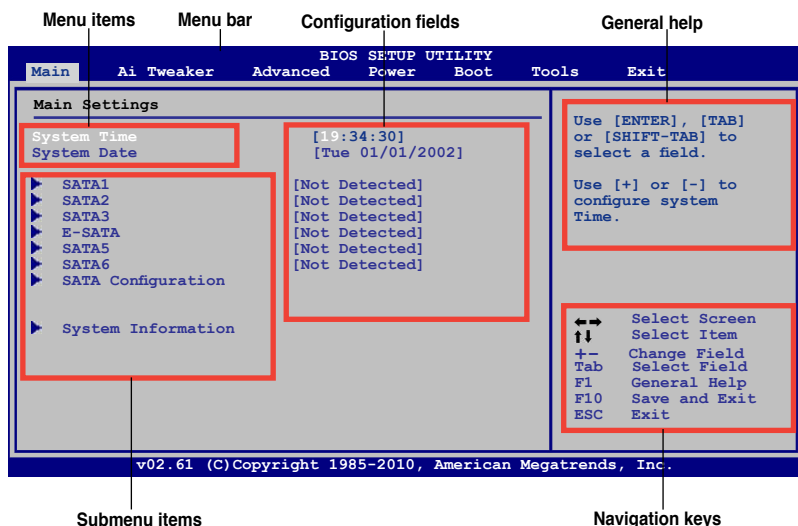 Menu items Menu bar Configuration fields General help
BIOS SETUP UTILITY
Main Ai Tweaker Advanced Power Boot Tools Exit
Main Settings
System Time [19:34:30]
System Date [Tue 01/01/2002]
SATA1 [Not Detected]
SATA2 [Not Detected]
SATA3 [Not Detected]
E-SATA [Not Detected]
SATA5 [Not Detected]
SATA6 [Not Detected]
SATA Configuration
System Information
Use [ENTER], [TAB]
or [SHIFT-TAB] to
select a field.
Use [+] or [-] to
configure system
Time.
←→ Select Screen
↑↓ Select Item
+- Change Field
Tab Select Field
F1 General Help
F10 Save and Exit
ESC Exit
v02.61 (C)Copyright 1985-2010, American Megatrends, Inc.
Submenu items Navigation keys